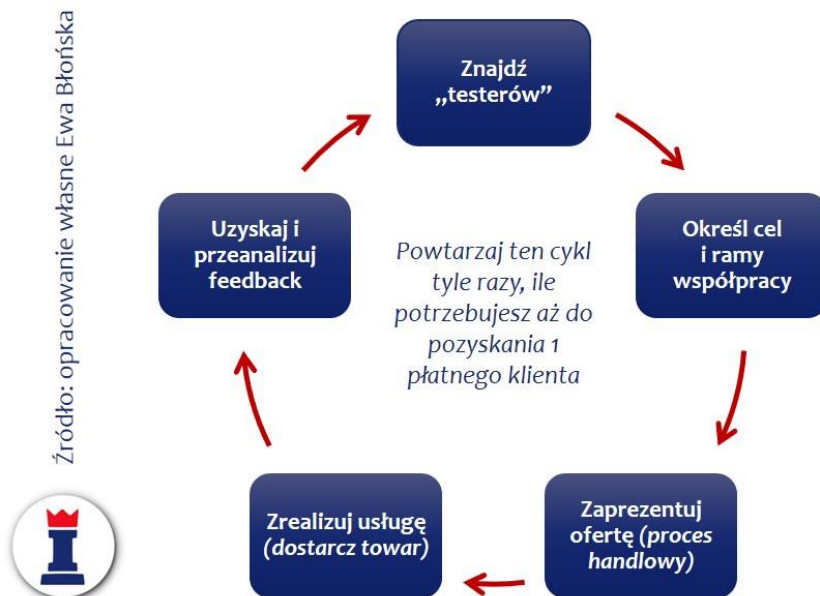 Znajdź
„testerów”
Określ cel
i ramy
współpracy
Zaprezentuj
ofertę (proces
handlowy)
Zrealizuj usługę
(dostarcz towar)
Uzyskaj i
przeanalizuj
feedback
Powtarzaj ten cykl
tyle razy, ile
potrzebujesz aż do
pozyskania 1
płatnego klienta
Źródło: opracowanie własne Ewa Błońska